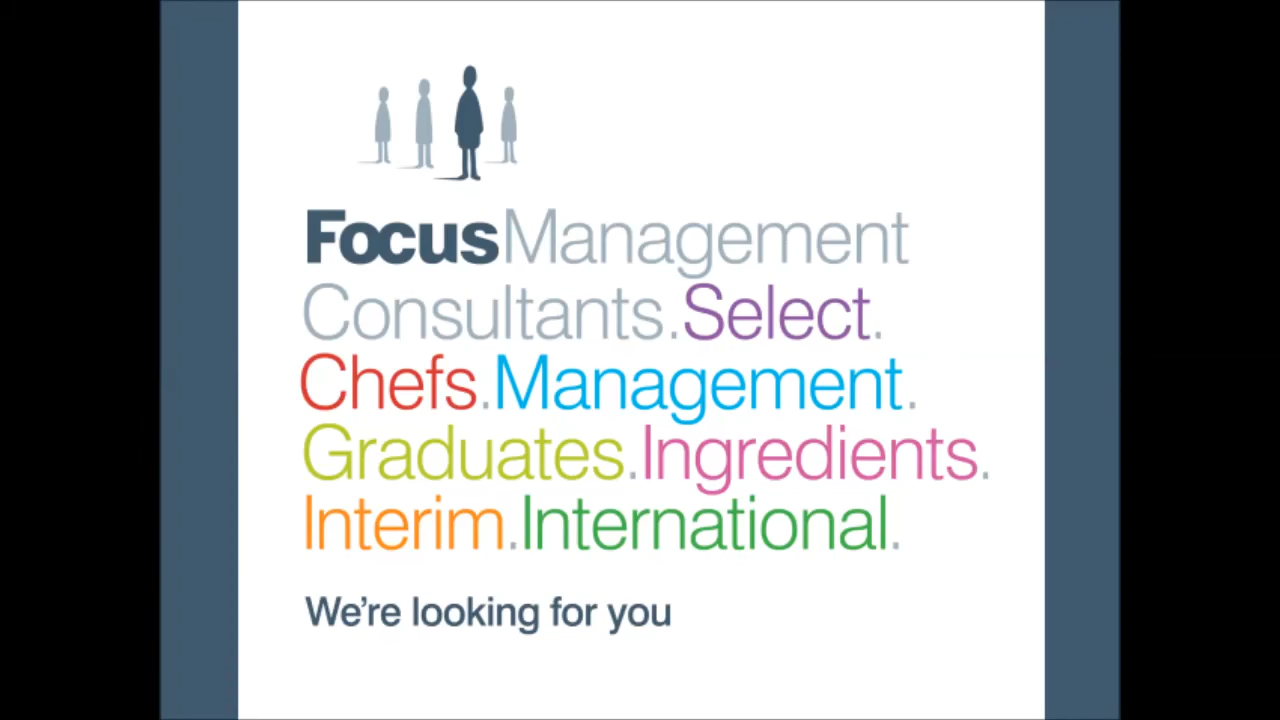 FocusManagement
Consultants.Select.
Chefs.Management.
Graduates.Ingredients.
Interim.International.
We're looking for you